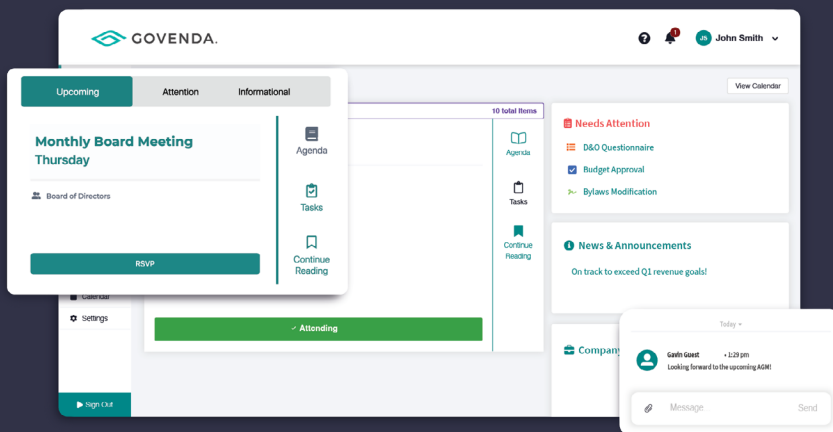 GOVENDA.
1
JS
John Smith
View Calendar
Upcoming
Attention
Informational
Monthly Board Meeting
Thursday
Board of Directors
RSVP
Agenda
Tasks
Continue
Reading
10 total Items
Agenda
Tasks
Continue
Reading
Calendar
Settings
Attending
Sign Out
Needs Attention
D&O Questionnaire
Budget Approval
Bylaws Modification
News & Announcements
On track to exceed Q1 revenue goals!
Company
Today
Gavin Guest • 1:29 pm
Looking forward to the upcoming AGM!
Message...
Send